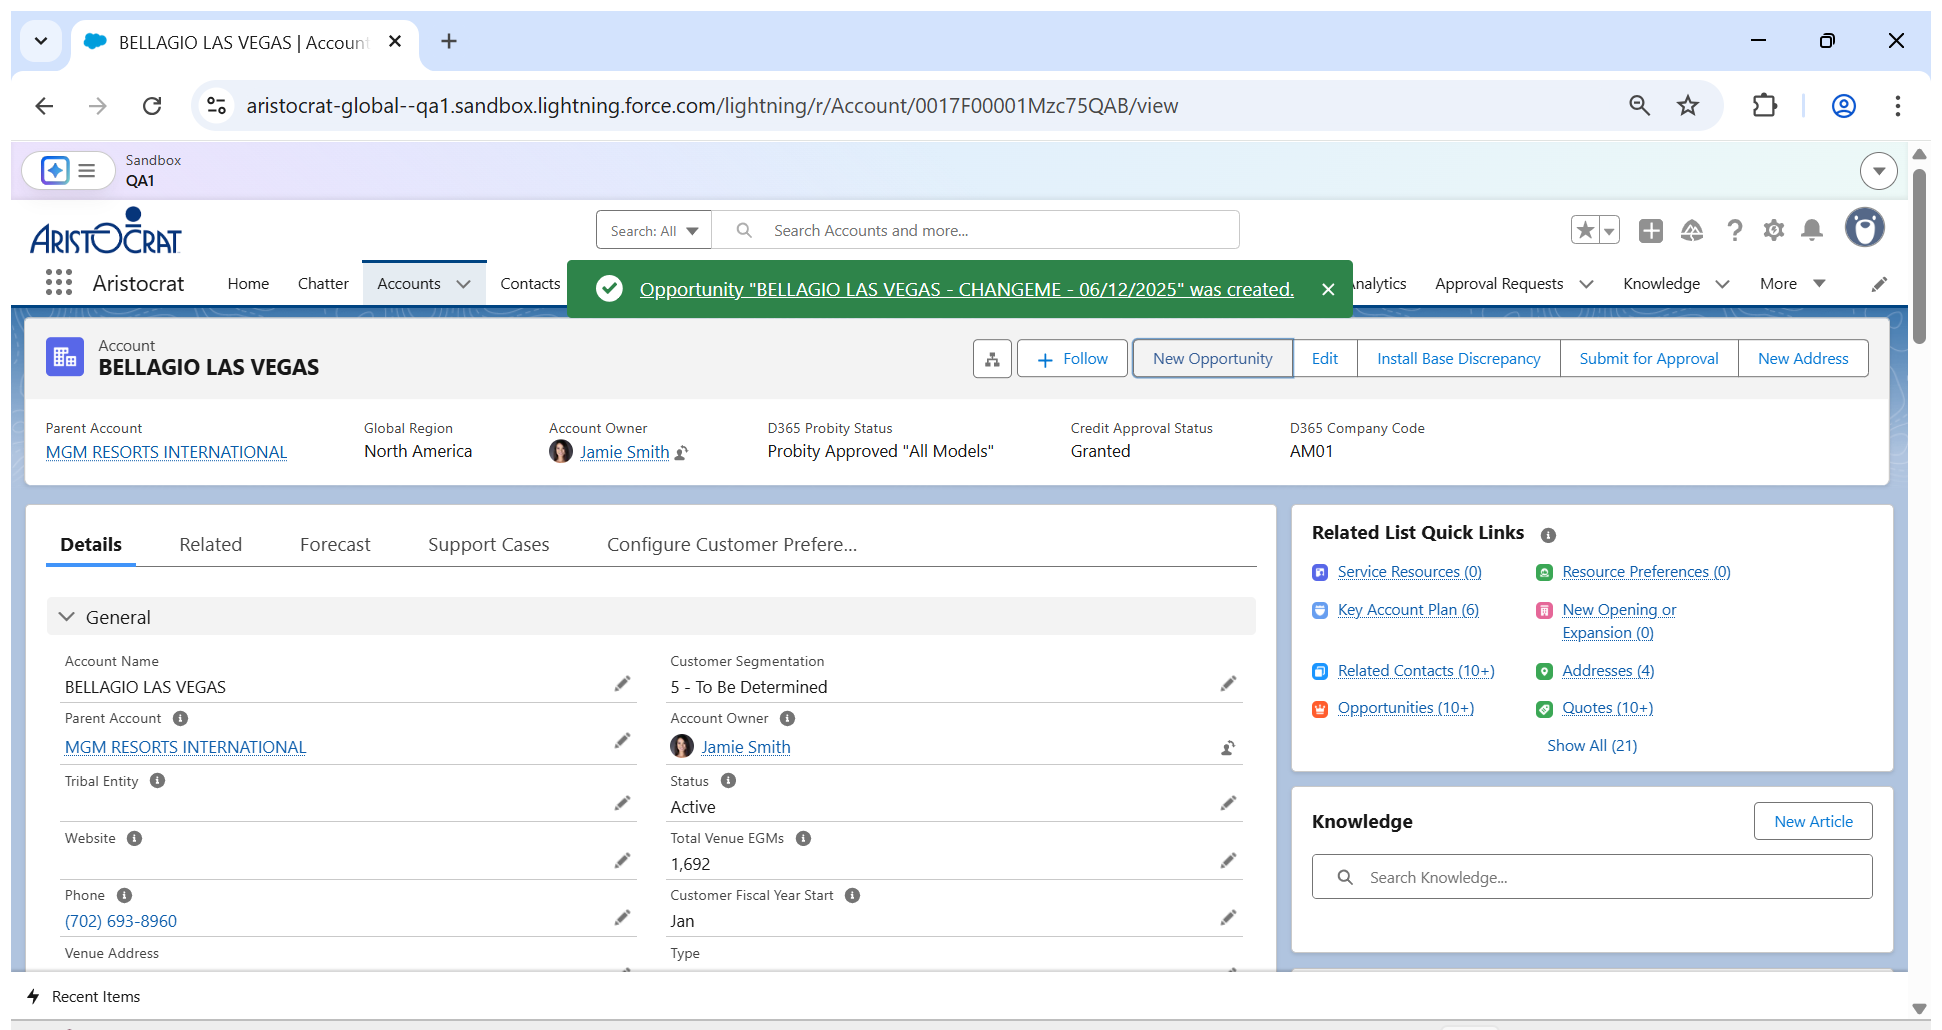 BELLAGIO LAS VEGAS | Account
aristocrat-global--qa1.sandbox.lightning.force.com/lightning/r/Account/0017F00001Mzc75QAB/view
Sandbox
QA1
ARISTOCRAT
Search: All
Search Accounts and more...
Aristocrat
Home
Chatter
Accounts
Contacts
Opportunity "BELLAGIO LAS VEGAS - CHANGEME - 06/12/2025" was created.
nalytics
Approval Requests
Knowledge
More
Account
BELLAGIO LAS VEGAS
Follow
New Opportunity
Edit
Install Base Discrepancy
Submit for Approval
New Address
Parent Account
MGM RESORTS INTERNATIONAL
Global Region
North America
Account Owner
Jamie Smith
D365 Probity Status
Probity Approved "All Models"
Credit Approval Status
Granted
D365 Company Code
AM01
Details
Related
Forecast
Support Cases
Configure Customer Prefere...
General
Account Name
BELLAGIO LAS VEGAS
Customer Segmentation
5 - To Be Determined
Parent Account
MGM RESORTS INTERNATIONAL
Account Owner
Jamie Smith
Tribal Entity
Status
Active
Website
Total Venue EGMs
1,692
Phone
(702) 693-8960
Customer Fiscal Year Start
Jan
Venue Address
Type
Related List Quick Links
Service Resources (0)
Resource Preferences (0)
Key Account Plan (6)
New Opening or
Expansion (0)
Related Contacts (10+)
Addresses (4)
Opportunities (10+)
Quotes (10+)
Show All (21)
Knowledge
New Article
Search Knowledge...
Recent Items